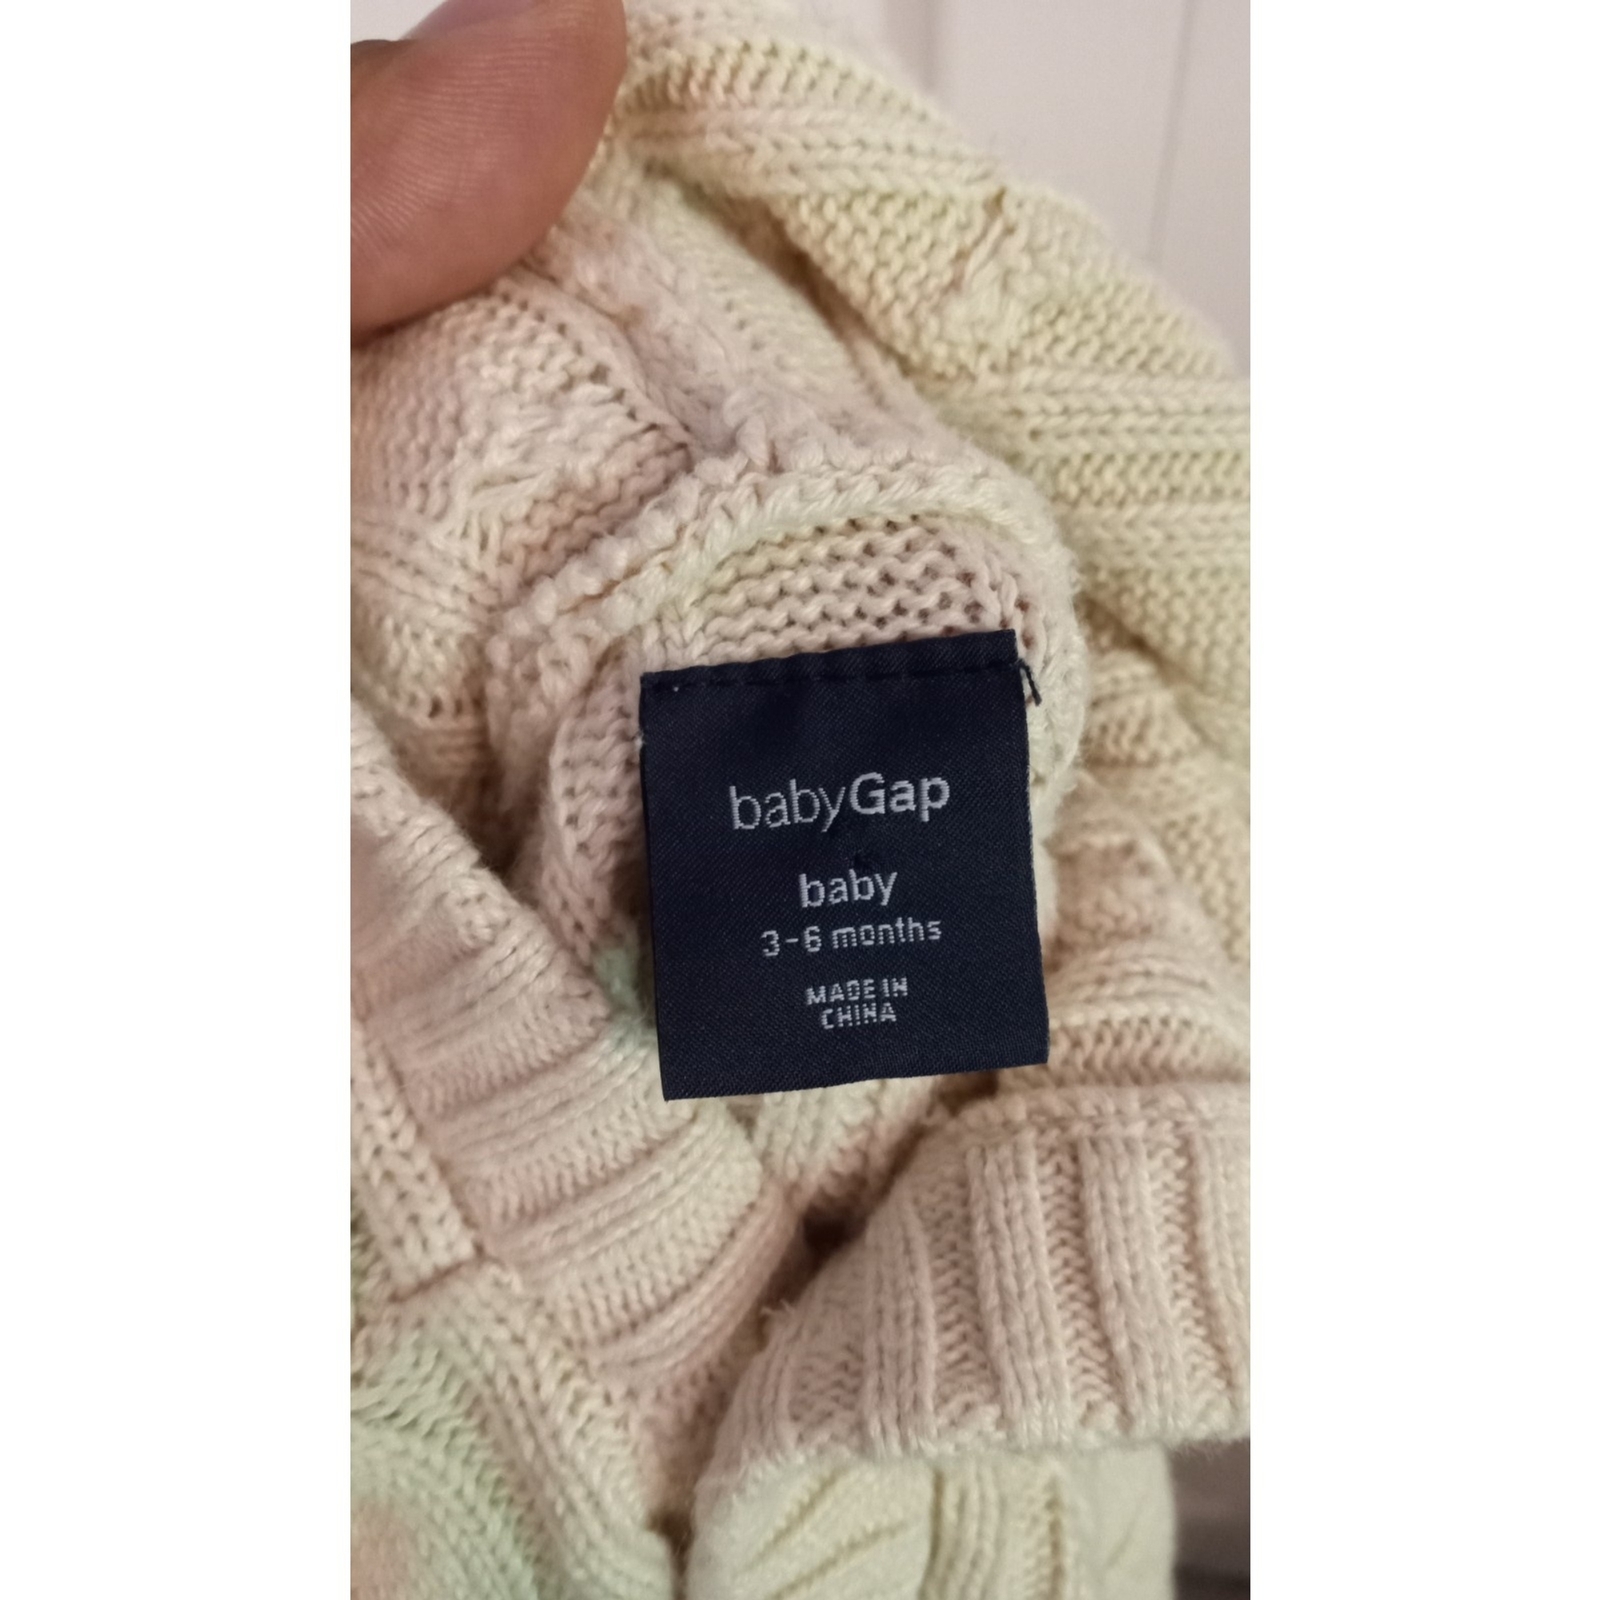 babyGap
baby
3-6 months
MADE IN
CHINA